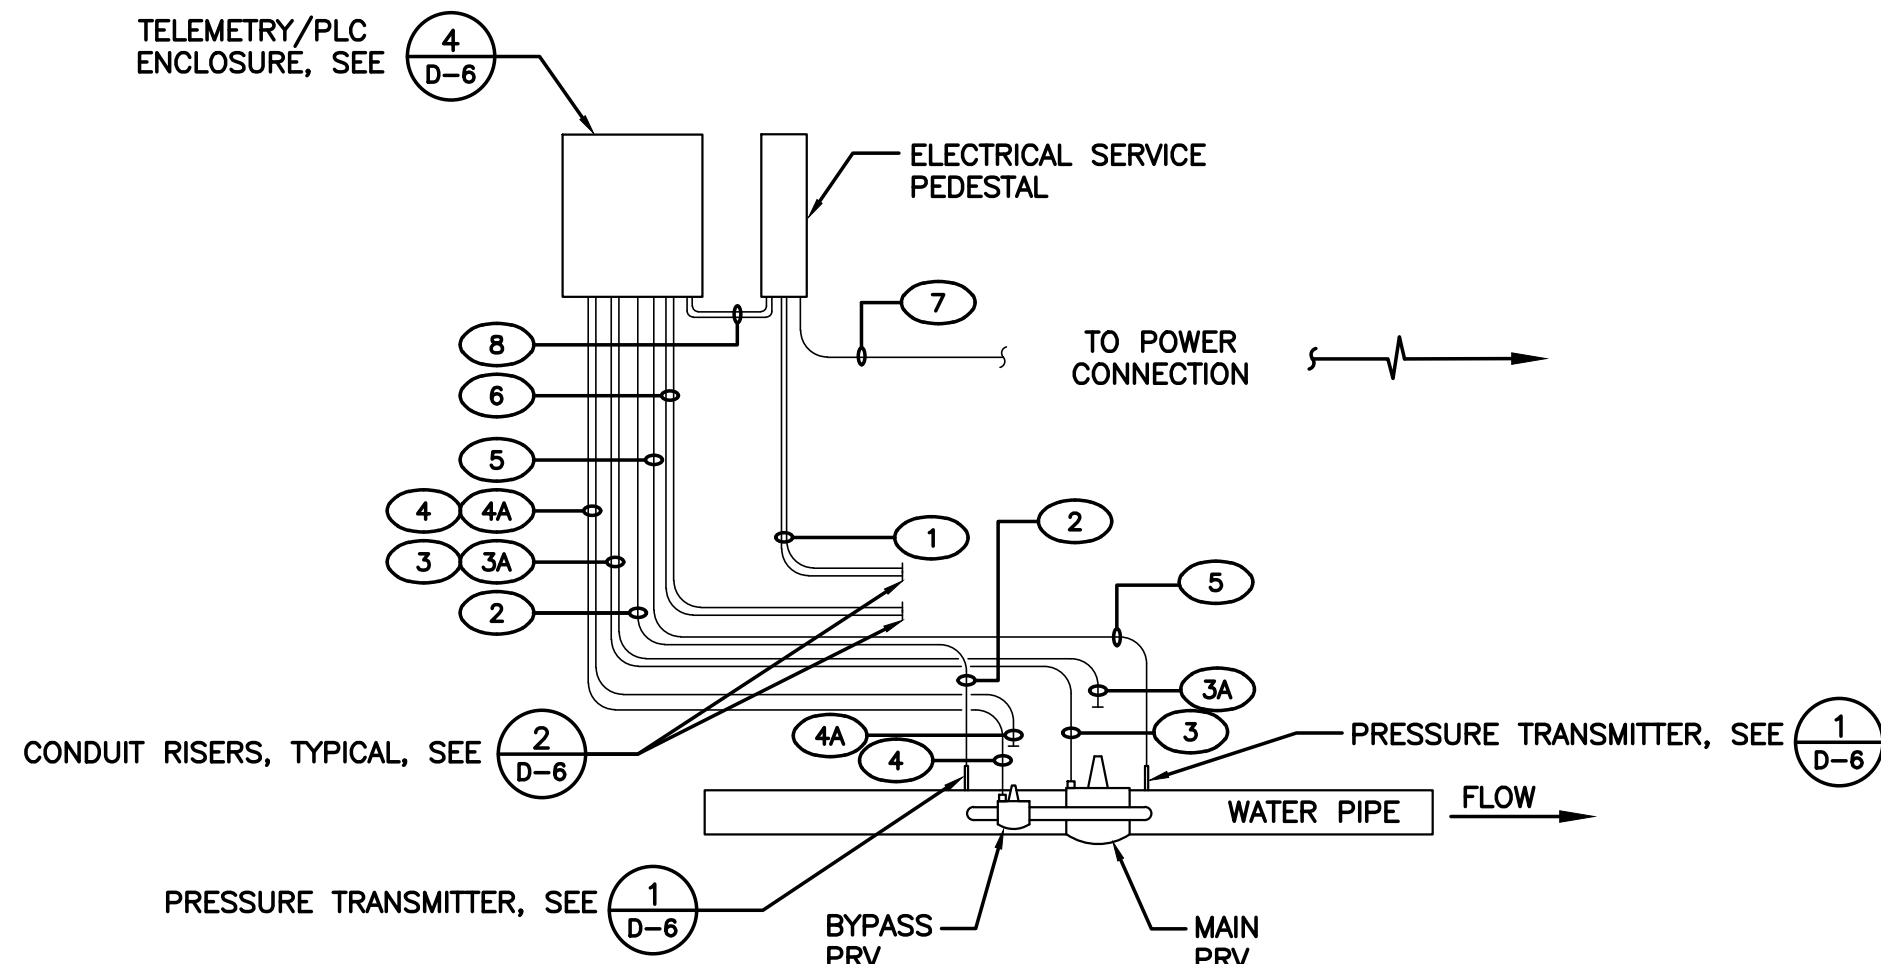 TELEMETRY/PLC
ENCLOSURE, SEE
4
D-6
ELECTRICAL SERVICE
PEDESTAL
7
TO POWER
CONNECTION
8
6
5
4 4A
3 3A
2
1
2
5
3A
3
4A
4
CONDUIT RISERS, TYPICAL, SEE
2
D-6
PRESSURE TRANSMITTER, SEE
1
D-6
WATER PIPE
FLOW
PRESSURE TRANSMITTER, SEE
1
D-6
BYPASS
PRV
MAIN
PRV